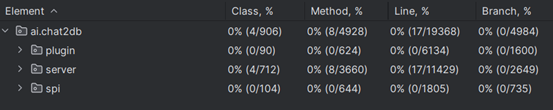 Element Class, % Method, % Line, % Branch, %
ai.chat2db 0% (4/906) 0% (8/4928) 0% (17/19368) 0% (0/4984)
plugin 0% (0/90) 0% (0/624) 0% (0/6134) 0% (0/1600)
server 0% (4/712) 0% (8/3660) 0% (17/11429) 0% (0/2649)
spi 0% (0/104) 0% (0/644) 0% (0/1805) 0% (0/735)